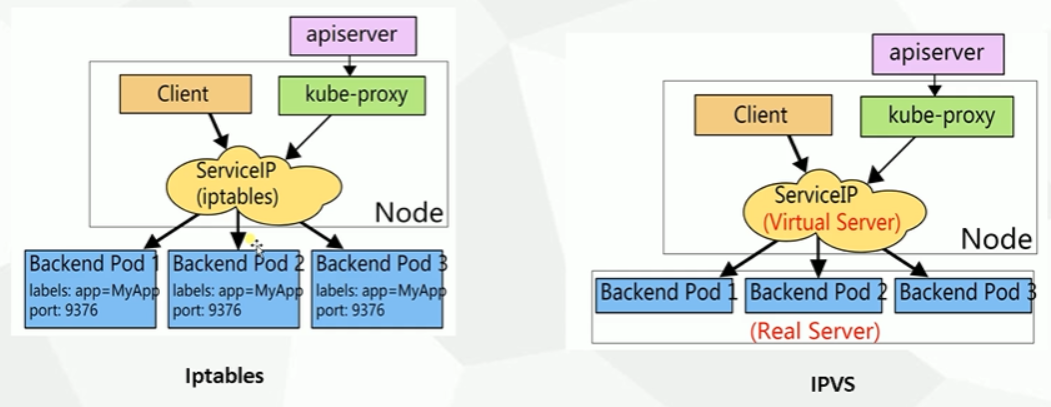 apiserver
Client
kube-proxy
ServiceIP
(iptables)
Node
Backend Pod 1
labels: app=MyApp
port: 9376
Backend Pod 2
labels: app=MyApp
port: 9376
Backend Pod 3
labels: app=MyApp
port: 9376
Iptables
apiserver
Client
kube-proxy
ServiceIP
(Virtual Server)
Node
Backend Pod 1
Backend Pod 2
Backend Pod 3
(Real Server)
IPVS